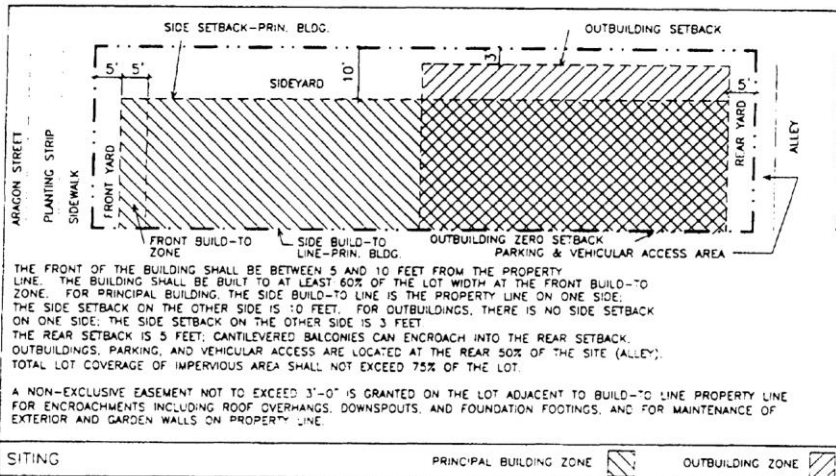 SIDE SETBACK-PRIN. BLDG.
OUTBUILDING SETBACK
5' 5'
SIDEYARD
10'
3'
5'
ARAGON STREET
PLANTING STRIP
SIDEWALK
FRONT YARD
REAR YARD
ALLEY
FRONT BUILD-TO
ZONE
SIDE BUILD-TO
LINE-PRIN. BLDG.
OUTBUILDING ZERO SETBACK
PARKING & VEHICULAR ACCESS AREA
THE FRONT OF THE BUILDING SHALL BE BETWEEN 5 AND 10 FEET FROM THE PROPERTY
LINE. THE BUILDING SHALL BE BUILT TO AT LEAST 60% OF THE LOT WIDTH AT THE FRONT BUILD-TO
ZONE. FOR PRINCIPAL BUILDING, THE SIDE BUILD-TO LINE IS THE PROPERTY LINE ON ONE SIDE;
THE SIDE SETBACK ON THE OTHER SIDE IS 10 FEET. FOR OUTBUILDINGS, THERE IS NO SIDE SETBACK
ON ONE SIDE; THE SIDE SETBACK ON THE OTHER SIDE IS 3 FEET
THE REAR SETBACK IS 5 FEET; CANTILEVERED BALCONIES CAN ENCROACH INTO THE REAR SETBACK.
OUTBUILDINGS, PARKING, AND VEHICULAR ACCESS ARE LOCATED AT THE REAR 50% OF THE SITE (ALLEY).
TOTAL LOT COVERAGE OF IMPERVIOUS AREA SHALL NOT EXCEED 75% OF THE LOT.
A NON-EXCLUSIVE EASEMENT NOT TO EXCEED 3'-0" IS GRANTED ON THE LOT ADJACENT TO BUILD-TO LINE PROPERTY LINE
FOR ENCROACHMENTS INCLUDING ROOF OVERHANGS, DOWNSPOUTS, AND FOUNDATION FOOTINGS, AND FOR MAINTENANCE OF
EXTERIOR AND GARDEN WALLS ON PROPERTY LINE.
SITING
PRINCIPAL BUILDING ZONE
OUTBUILDING ZONE